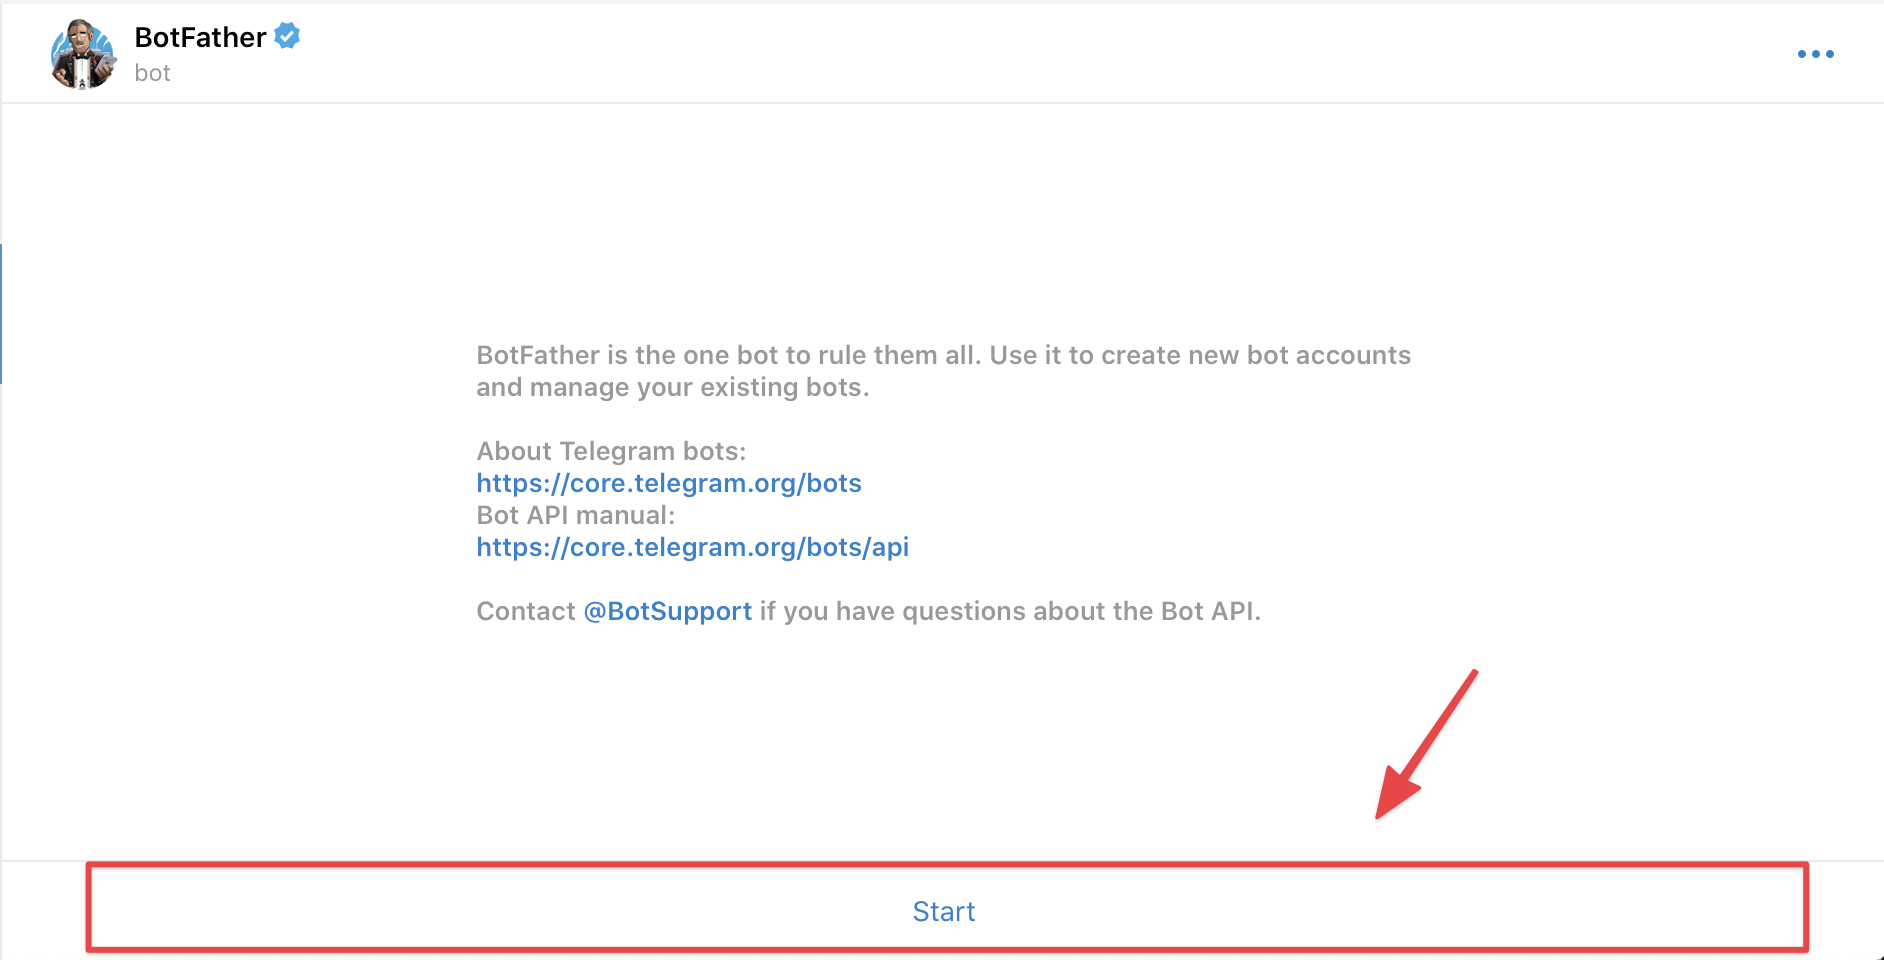 BotFather
bot
BotFather is the one bot to rule them all. Use it to create new bot accounts
and manage your existing bots.
About Telegram bots:
https://core.telegram.org/bots
Bot API manual:
https://core.telegram.org/bots/api
Contact @BotSupport if you have questions about the Bot API.
Start